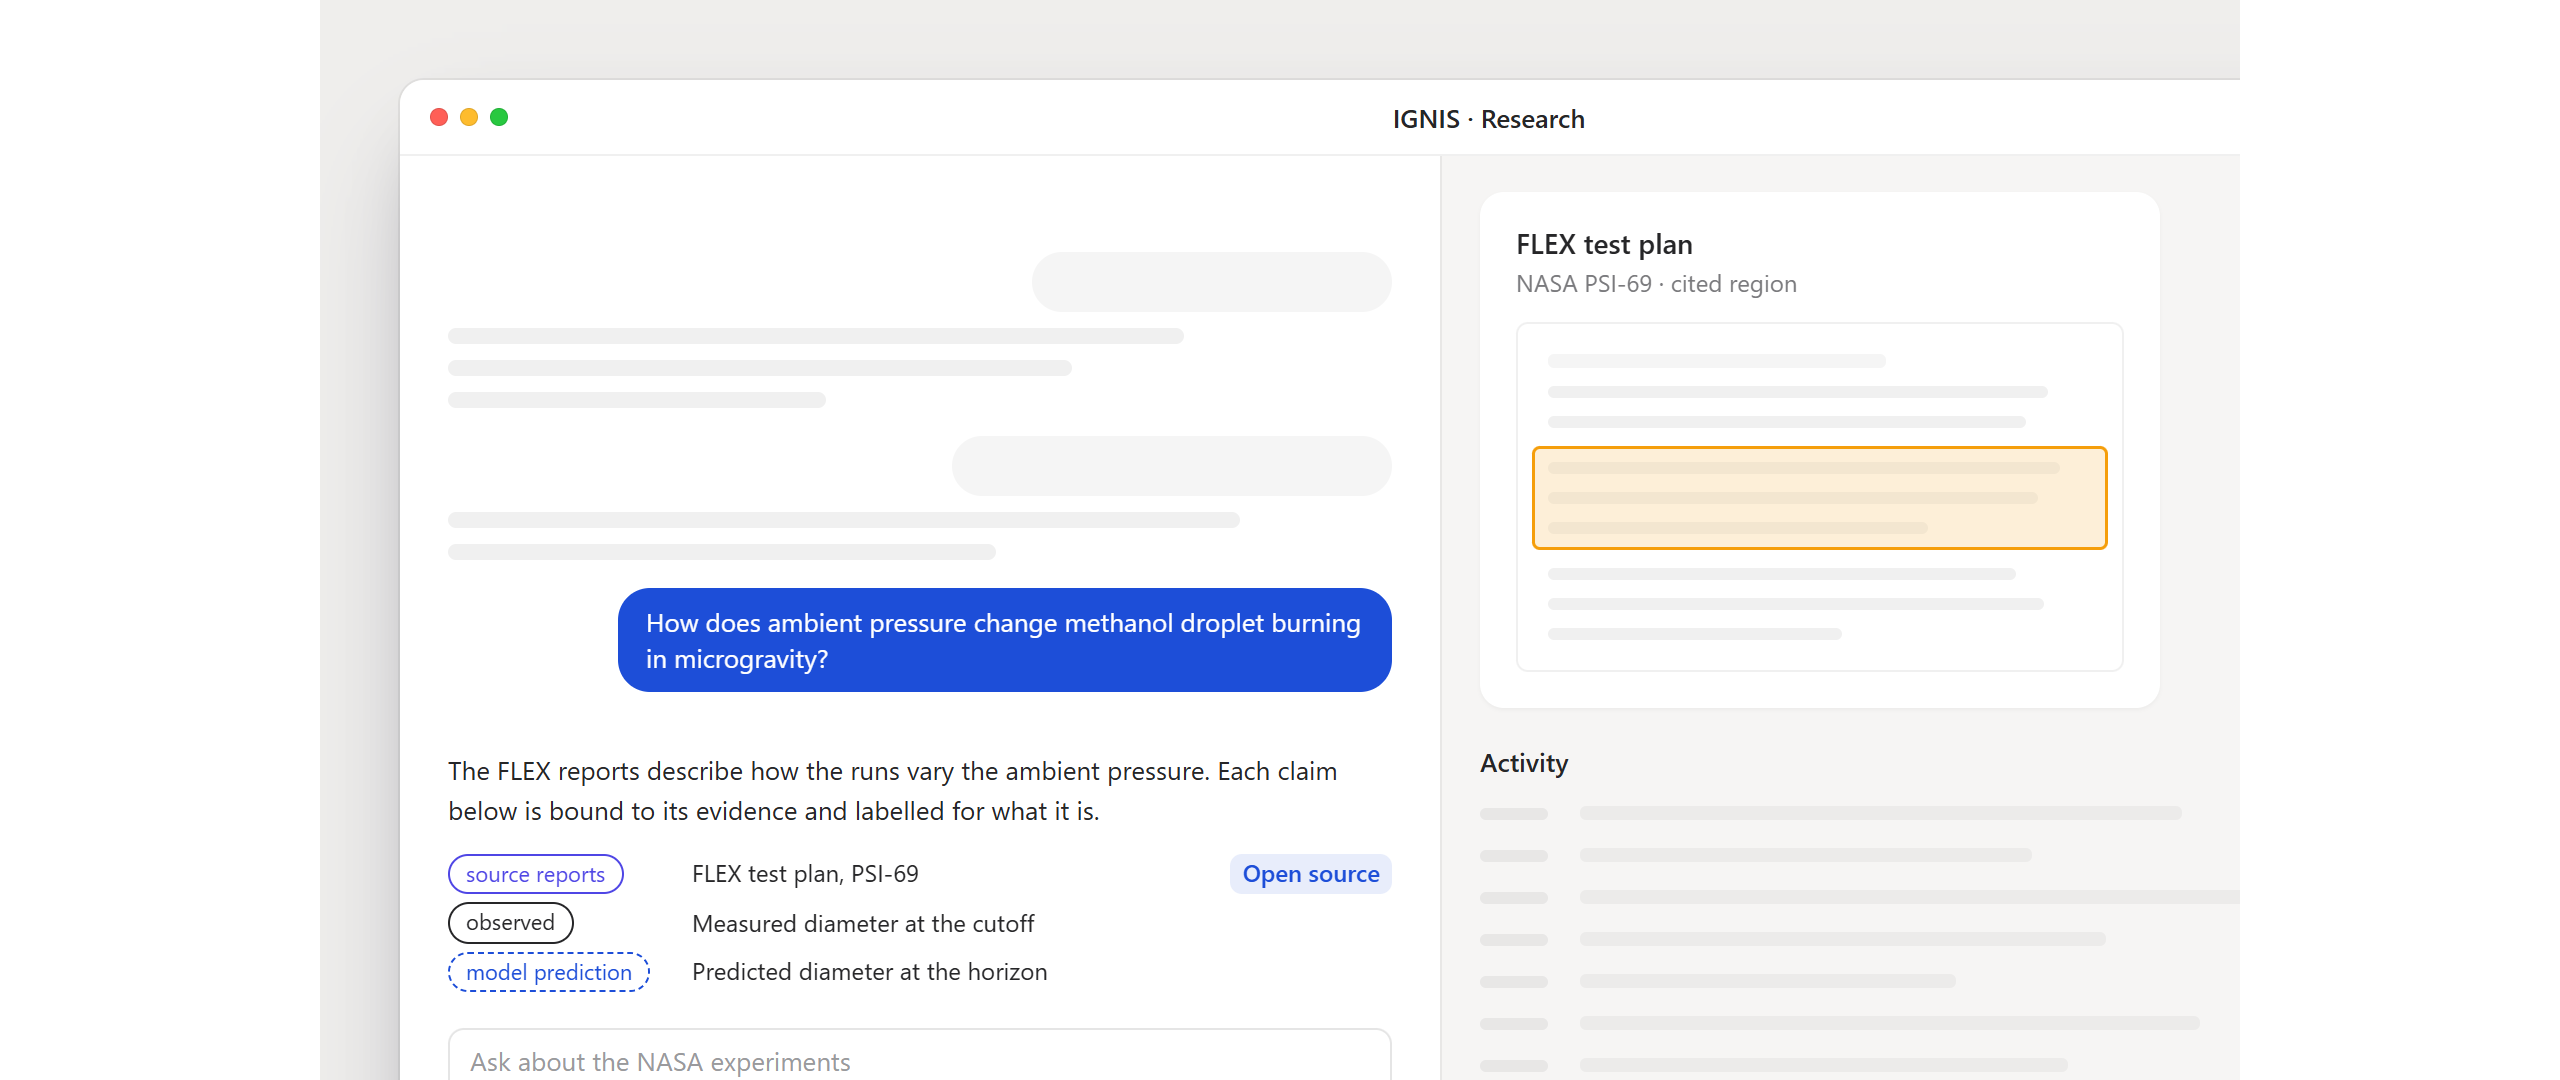 IGNIS · Research
How does ambient pressure change methanol droplet burning
in microgravity?
The FLEX reports describe how the runs vary the ambient pressure. Each claim
below is bound to its evidence and labelled for what it is.
source reports FLEX test plan, PSI-69 Open source
observed Measured diameter at the cutoff
model prediction Predicted diameter at the horizon
Ask about the NASA experiments
FLEX test plan
NASA PSI-69 · cited region
Activity